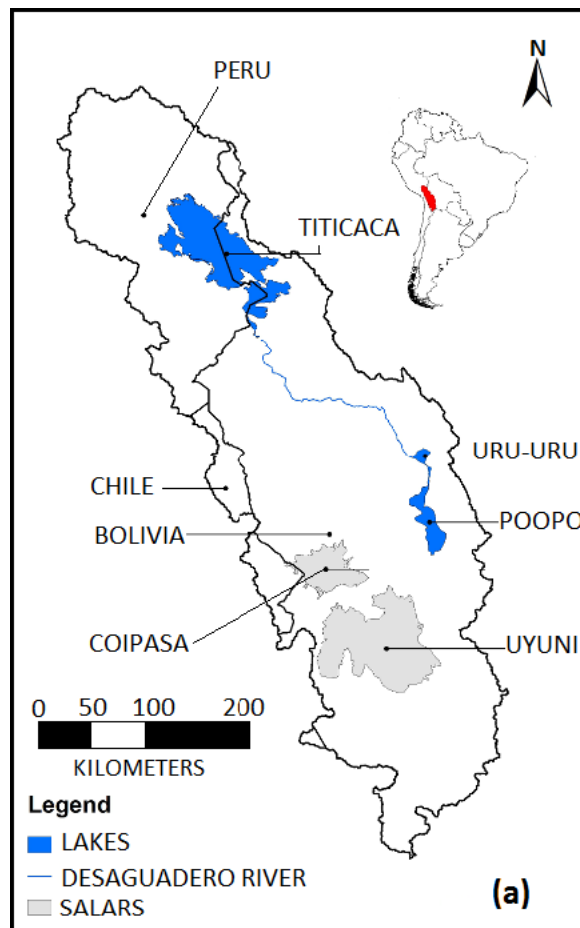 N
PERU
TITICACA
URU-URU
CHILE
POOPO
BOLIVIA
COIPASA
UYUNI
0 50 100 200
KILOMETERS
Legend
LAKES
DESAGUADERO RIVER
SALARS
(a)